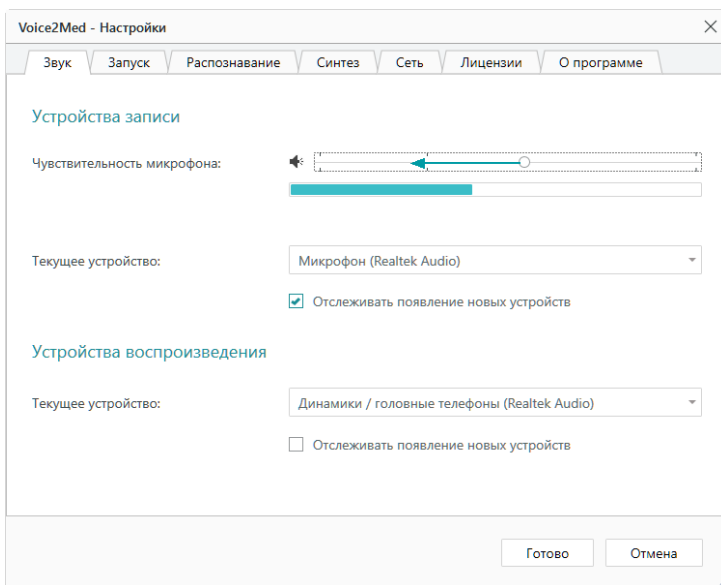 Voice2Med - Настройки
Звук Запуск Распознавание Синтез Сеть Лицензии О программе
Устройства записи
Чувствительность микрофона:
Текущее устройство: Микрофон (Realtek Audio)
Отслеживать появление новых устройств
Устройства воспроизведения
Текущее устройство: Динамики / головные телефоны (Realtek Audio)
Отслеживать появление новых устройств
Готово Отмена